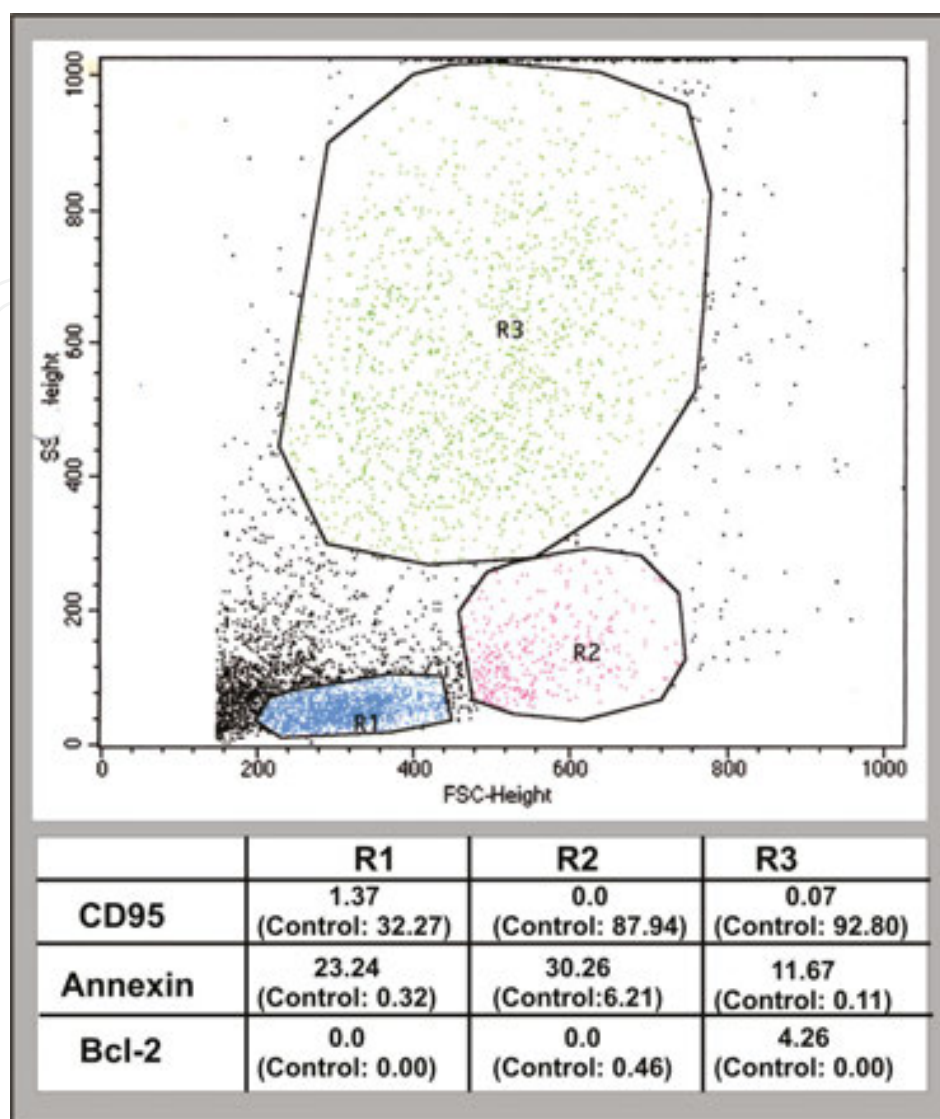 1000
800
600
400
200
0
SS eight
R3
R2
R1
0 200 400 600 800 1000
FSC-Height
R1 R2 R3
CD95 1.37 0.0 0.07
(Control: 32.27) (Control: 87.94) (Control: 92.80)
Annexin 23.24 30.26 11.67
(Control: 0.32) (Control:6.21) (Control: 0.11)
Bcl-2 0.0 0.0 4.26
(Control: 0.00) (Control: 0.46) (Control: 0.00)